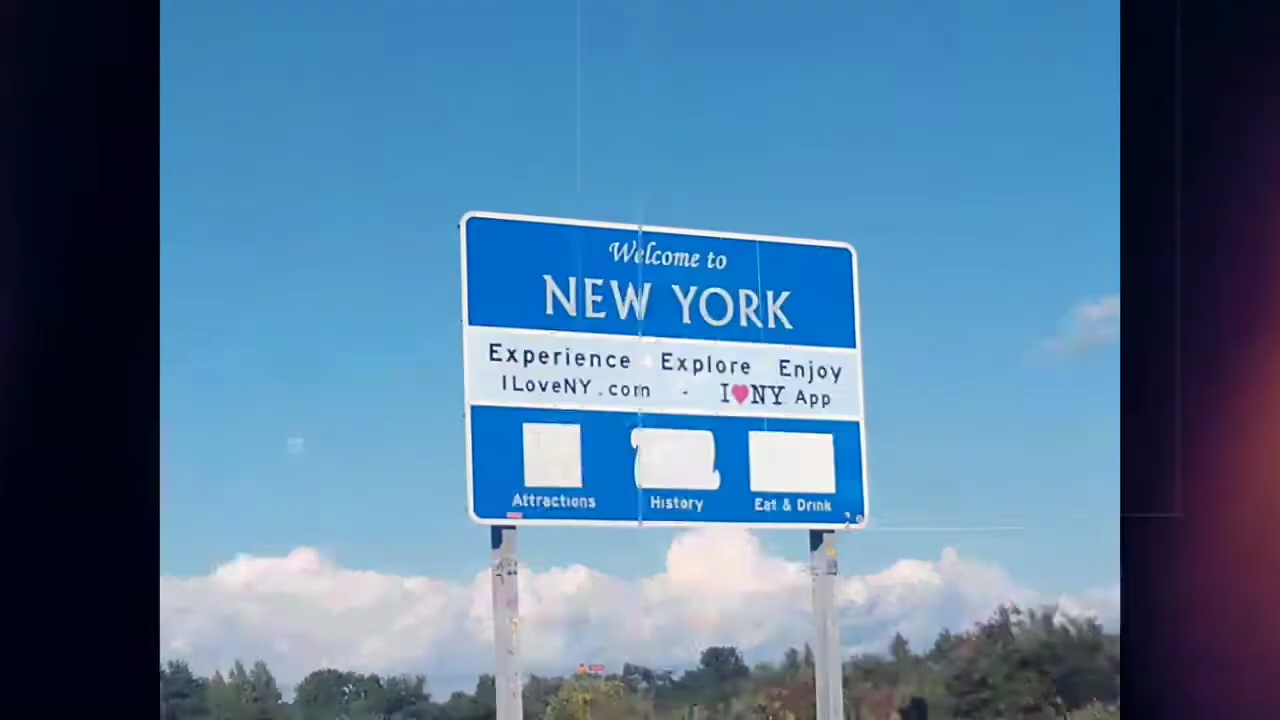 Welcome to
NEW YORK
Experience Explore Enjoy
ILoveNY.com - I♥NY App
Attractions History Eat & Drink